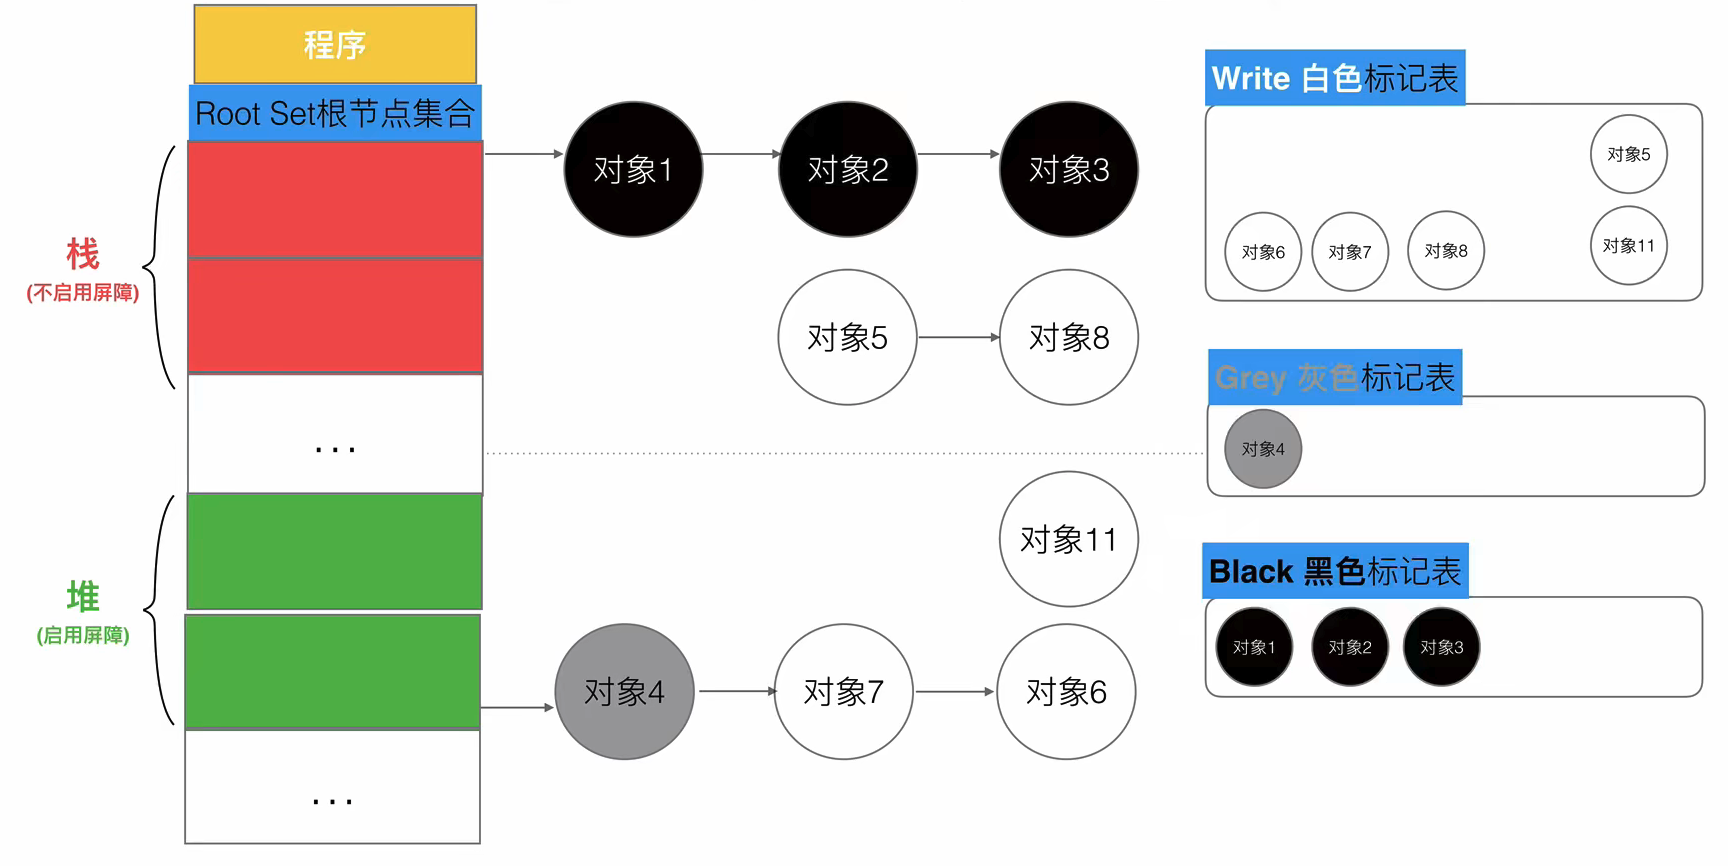 程序
Root Set根节点集合
栈
(不启用屏障)
...
堆
(启用屏障)
...
对象1
对象2
对象3
对象5
对象8
对象11
对象4
对象7
对象6
Write 白色标记表
对象5
对象6
对象7
对象8
对象11
Grey 灰色标记表
对象4
Black 黑色标记表
对象1
对象2
对象3